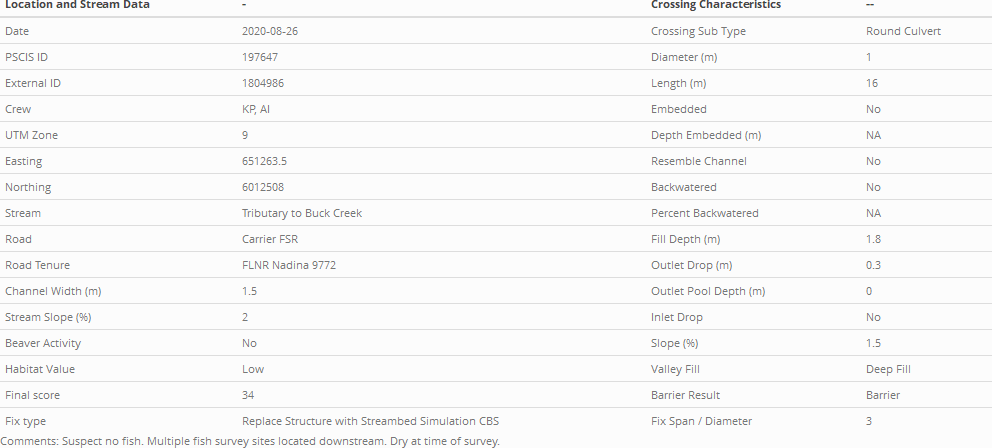 Location and Stream Data - Crossing Characteristics --
Date 2020-08-26 Crossing Sub Type Round Culvert
PSCIS ID 197647 Diameter (m) 1
External ID 1804986 Length (m) 16
Crew KP, AI Embedded No
UTM Zone 9 Depth Embedded (m) NA
Easting 651263.5 Resemble Channel No
Northing 6012508 Backwatered No
Stream Tributary to Buck Creek Percent Backwatered NA
Road Carrier FSR Fill Depth (m) 1.8
Road Tenure FLNR Nadina 9772 Outlet Drop (m) 0.3
Channel Width (m) 1.5 Outlet Pool Depth (m) 0
Stream Slope (%) 2 Inlet Drop No
Beaver Activity No Slope (%) 1.5
Habitat Value Low Valley Fill Deep Fill
Final score 34 Barrier Result Barrier
Fix type Replace Structure with Streambed Simulation CBS Fix Span / Diameter 3
Comments: Suspect no fish. Multiple fish survey sites located downstream. Dry at time of survey.